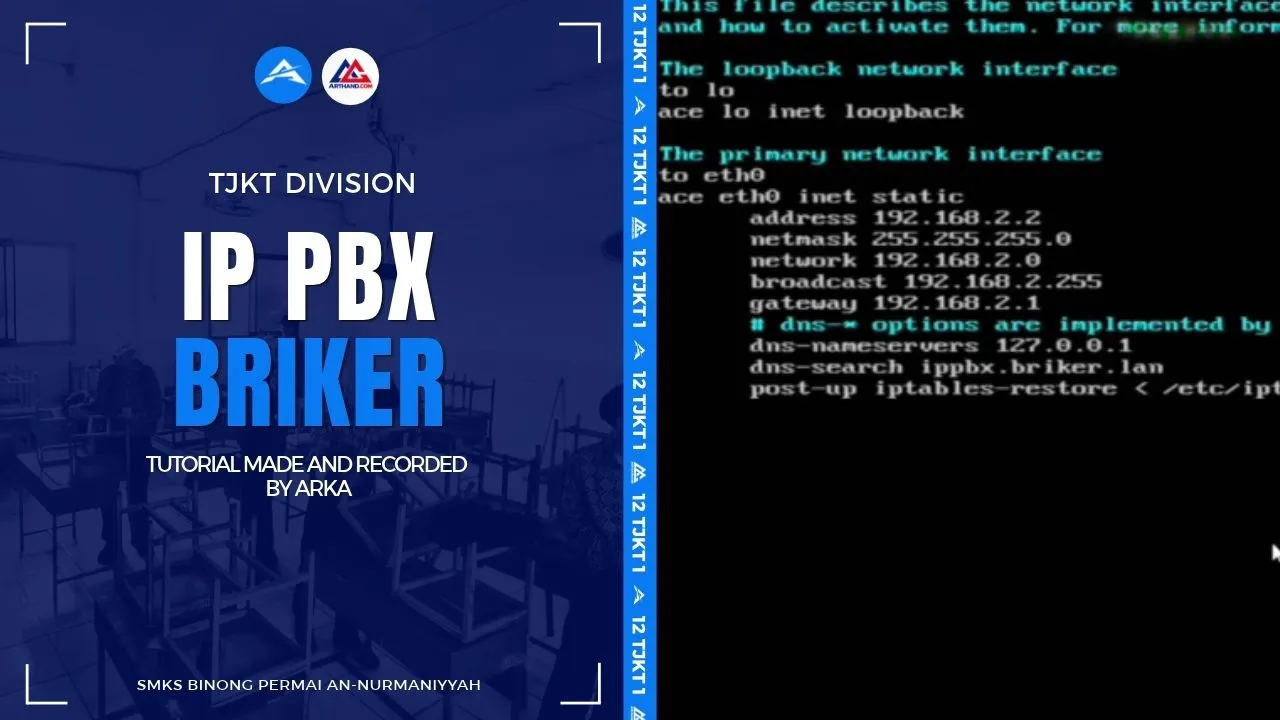 ARTHAND.COM
TJKT DIVISION
IP PBX
BRIKER
TUTORIAL MADE AND RECORDED
BY ARKA
SMKS BINONG PERMAI AN-NURMANIYYAH
12 TJKT 1
12 TJKT 1
12 TJKT 1
12 TJKT 1
12 TJKT 1
12 TJKT 1
This file describes the network interface
and how to activate them. For more inform
The loopback network interface
to lo
ace lo inet loopback
The primary network interface
to eth0
ace eth0 inet static
address 192.168.2.2
netmask 255.255.255.0
network 192.168.2.0
broadcast 192.168.2.255
gateway 192.168.2.1
# dns-* options are implemented by
dns-nameservers 127.0.0.1
dns-search ippbx.briker.lan
post-up iptables-restore < /etc/ipt